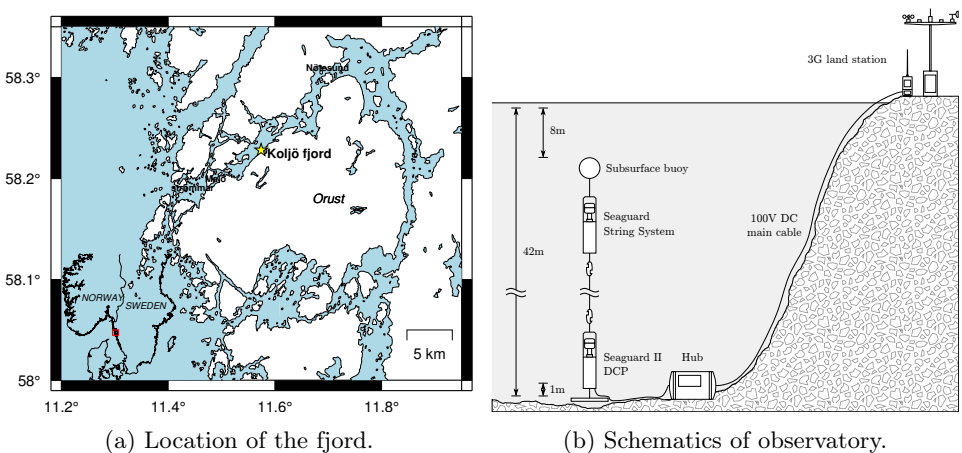 58.3°
58.2°
58.1°
58°
11.2
11.4
11.6
11.8
Nötesund
Koljö fjord
Malö
strömmar
Orust
NORWAY
SWEDEN
5 km
(a) Location of the fjord.
3G land station
8m
Subsurface buoy
Seaguard
String System
100V DC
main cable
42m
Seaguard II
DCP
Hub
1m
(b) Schematics of observatory.